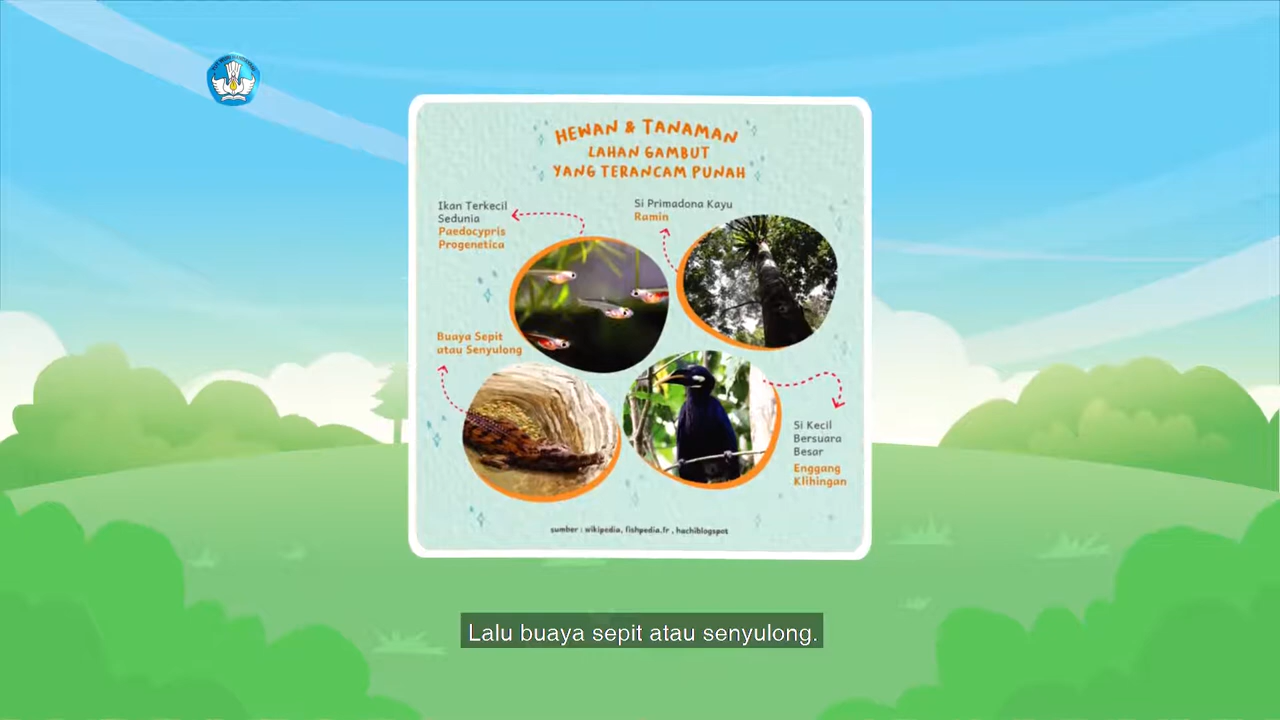 HEWAN & TANAMAN
LAHAN GAMBUT
YANG TERANCAM PUNAH
Ikan Terkecil
Sedunia
Paedocypris
Progenetica
Si Primadona Kayu
Ramin
Buaya Sepit
atau Senyulong
Si Kecil
Bersuara
Besar
Enggang
Klihingan
sumber : wikipedia, fishpedia.fr , hachiblogspot
Lalu buaya sepit atau senyulong.